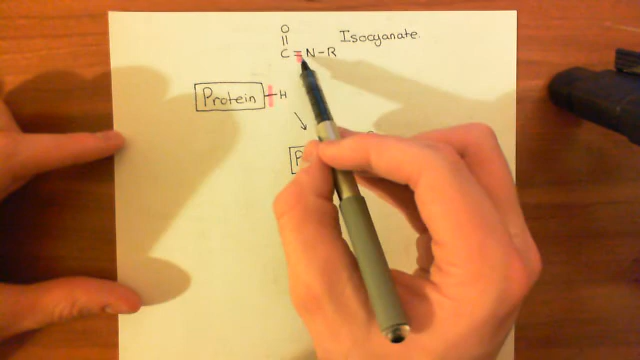 O
||
C=N-R Isocyanate.
Protein -H